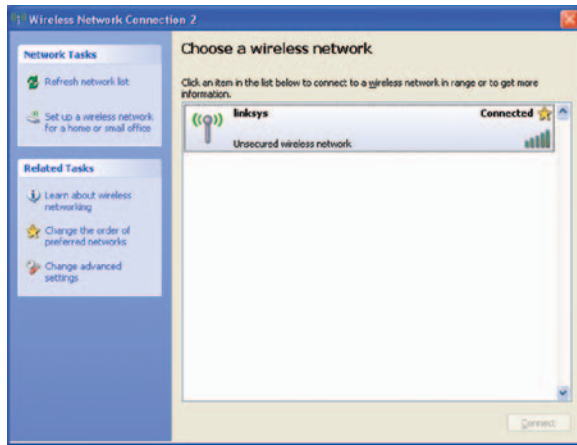 Wireless Network Connection 2
Network Tasks
Refresh network list
Set up a wireless network
for a home or small office
Related Tasks
Learn about wireless
networking
Change the order of
preferred networks
Change advanced
settings
Choose a wireless network
Click an item in the list below to connect to a wireless network in range or to get more
information.
linksys
Connected
Unsecured wireless network
Connect